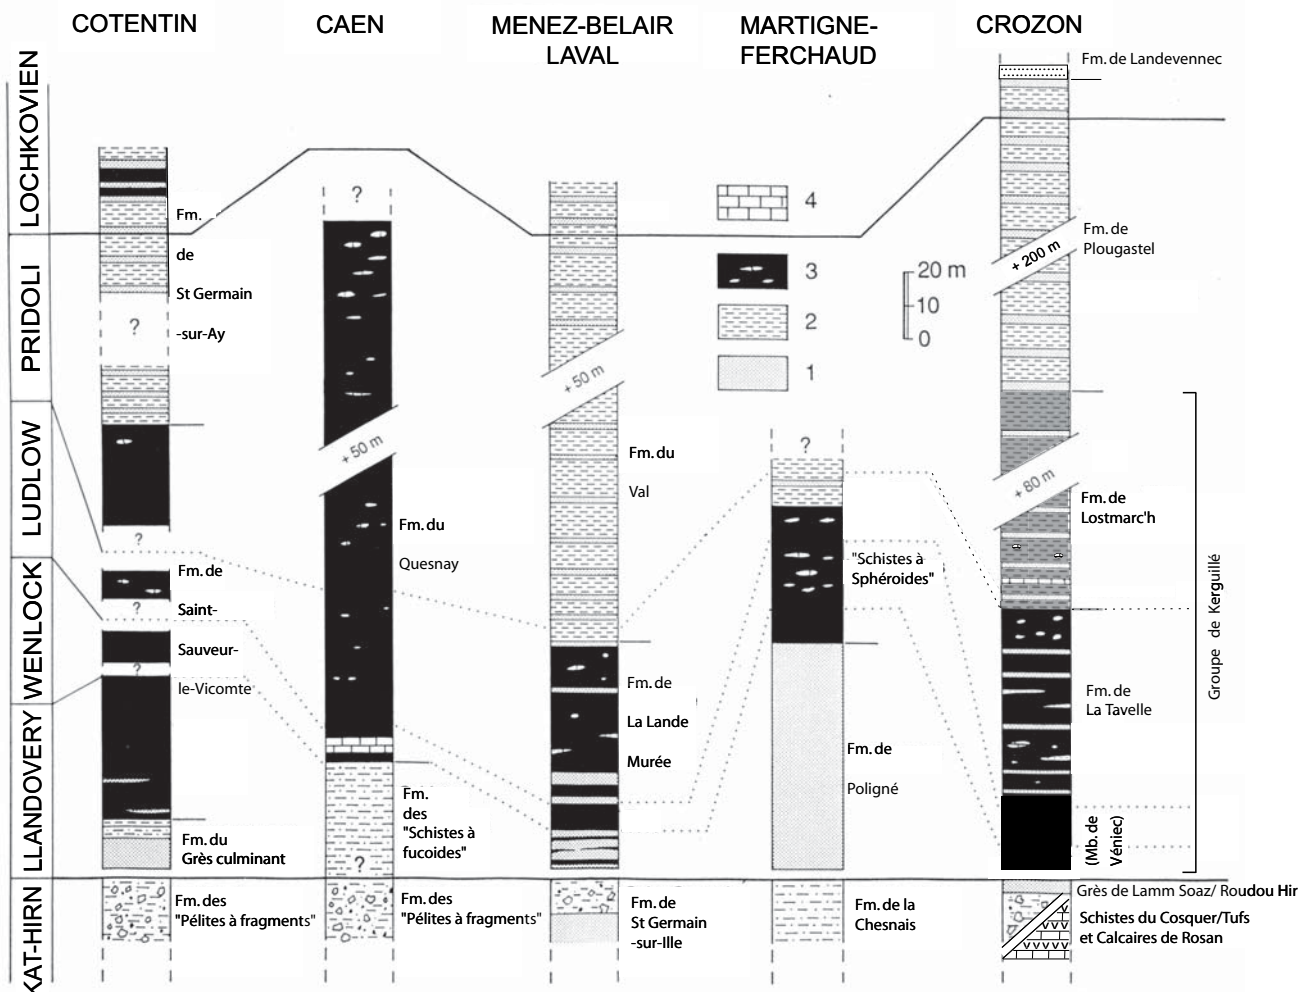 COTENTIN
CAEN
MENEZ-BELAIR
LAVAL
MARTIGNE-
FERCHAUD
CROZON
LOCHKOVIEN
PRIDOLI
LUDLOW
WENLOCK
LLANDOVERY
KAT-HIRN
Fm.
de
St Germain
-sur-Ay
?
?
Fm. de
Saint-
?
Sauveur-
?
le-Vicomte
Fm. du
Grès culminant
Fm. des
"Pélites à fragments"
?
+ 50 m
Fm. du
Quesnay
Fm.
des
"Schistes à
fucoides"
?
Fm. des
"Pélites à fragments"
+ 50 m
Fm. du
Val
Fm. de
La Lande
Murée
Fm. de
St Germain
-sur-Ille
4
3
2
1
20 m
10
0
?
"Schistes à
Sphéroides"
Fm. de
Poligné
Fm. de la
Chesnais
Fm. de Landevennec
Fm. de
Plougastel
+ 200 m
+ 80 m
Fm. de
Lostmarc'h
Fm. de
La Tavelle
(Mb. de
Véniec)
Groupe de Kerguillé
Grès de Lamm Soaz/ Roudou Hir
Schistes du Cosquer/Tufs
et Calcaires de Rosan